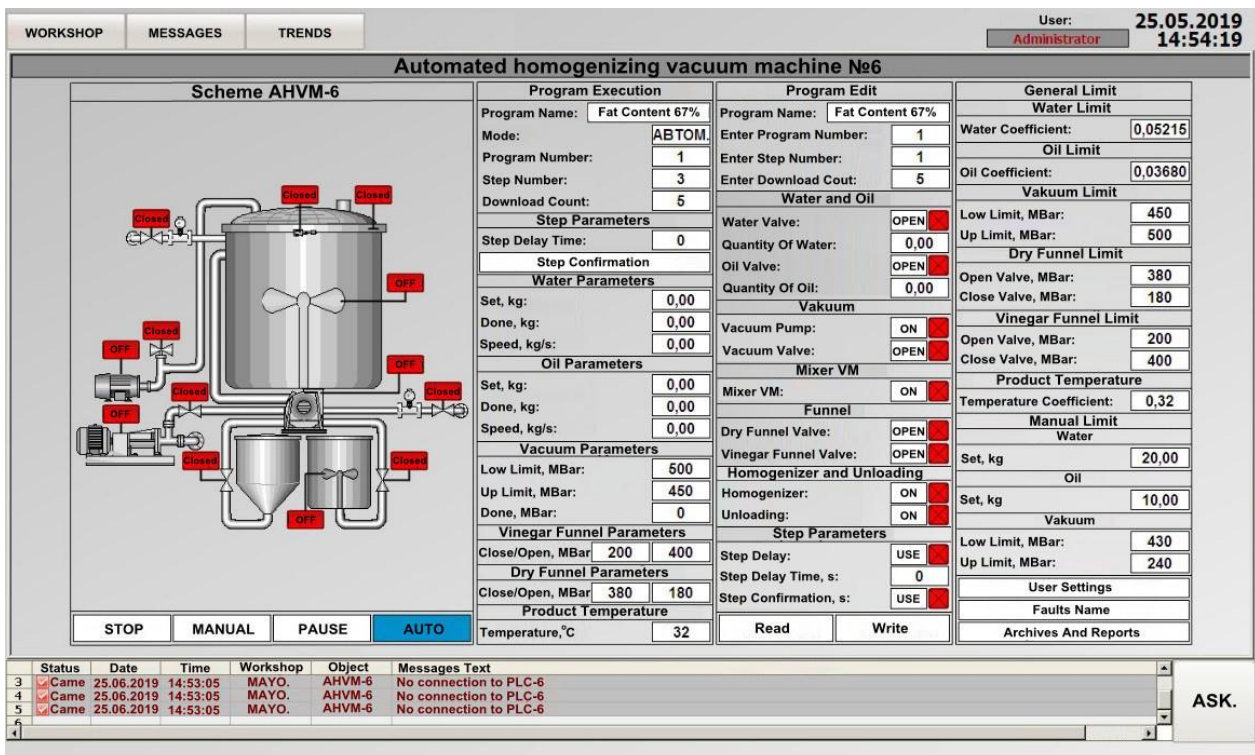 WORKSHOP MESSAGES TRENDS
User:
Administrator
25.05.2019
14:54:19
Automated homogenizing vacuum machine №6
Scheme AHVM-6
Closed
Closed
Closed
OFF
Closed
OFF
OFF
Closed
Closed
OFF
Closed
Closed
OFF
STOP MANUAL PAUSE AUTO
Program Execution
Program Name: Fat Content 67%
Mode: АВТОМ.
Program Number: 1
Step Number: 3
Download Count: 5
Step Parameters
Step Delay Time: 0
Step Confirmation
Water Parameters
Set, kg: 0,00
Done, kg: 0,00
Speed, kg/s: 0,00
Oil Parameters
Set, kg: 0,00
Done, kg: 0,00
Speed, kg/s: 0,00
Vacuum Parameters
Low Limit, MBar: 500
Up Limit, MBar: 450
Done, MBar: 0
Vinegar Funnel Parameters
Close/Open, MBar 200 400
Dry Funnel Parameters
Close/Open, MBar 380 180
Product Temperature
Temperature,°C 32
Program Edit
Program Name: Fat Content 67%
Enter Program Number: 1
Enter Step Number: 1
Enter Download Cout: 5
Water and Oil
Water Valve: OPEN
Quantity Of Water: 0,00
Oil Valve: OPEN
Quantity Of Oil: 0,00
Vakuum
Vacuum Pump: ON
Vacuum Valve: OPEN
Mixer VM
Mixer VM: ON
Funnel
Dry Funnel Valve: OPEN
Vinegar Funnel Valve: OPEN
Homogenizer and Unloading
Homogenizer: ON
Unloading: ON
Step Parameters
Step Delay: USE
Step Delay Time, s: 0
Step Confirmation, s: USE
Read Write
General Limit
Water Limit
Water Coefficient: 0,05215
Oil Limit
Oil Coefficient: 0,03680
Vakuum Limit
Low Limit, MBar: 450
Up Limit, MBar: 500
Dry Funnel Limit
Open Valve, MBar: 380
Close Valve, MBar: 180
Vinegar Funnel Limit
Open Valve, MBar: 200
Close Valve, MBar: 400
Product Temperature
Temperature Coefficient: 0,32
Manual Limit
Water
Set, kg 20,00
Oil
Set, kg 10,00
Vakuum
Low Limit, MBar: 430
Up Limit, MBar: 240
User Settings
Faults Name
Archives And Reports
Status Date Time Workshop Object Messages Text
3 Came 25.06.2019 14:53:05 MAYO. AHVM-6 No connection to PLC-6
4 Came 25.06.2019 14:53:05 MAYO. AHVM-6 No connection to PLC-6
5 Came 25.06.2019 14:53:05 MAYO. AHVM-6 No connection to PLC-6
6
ASK.